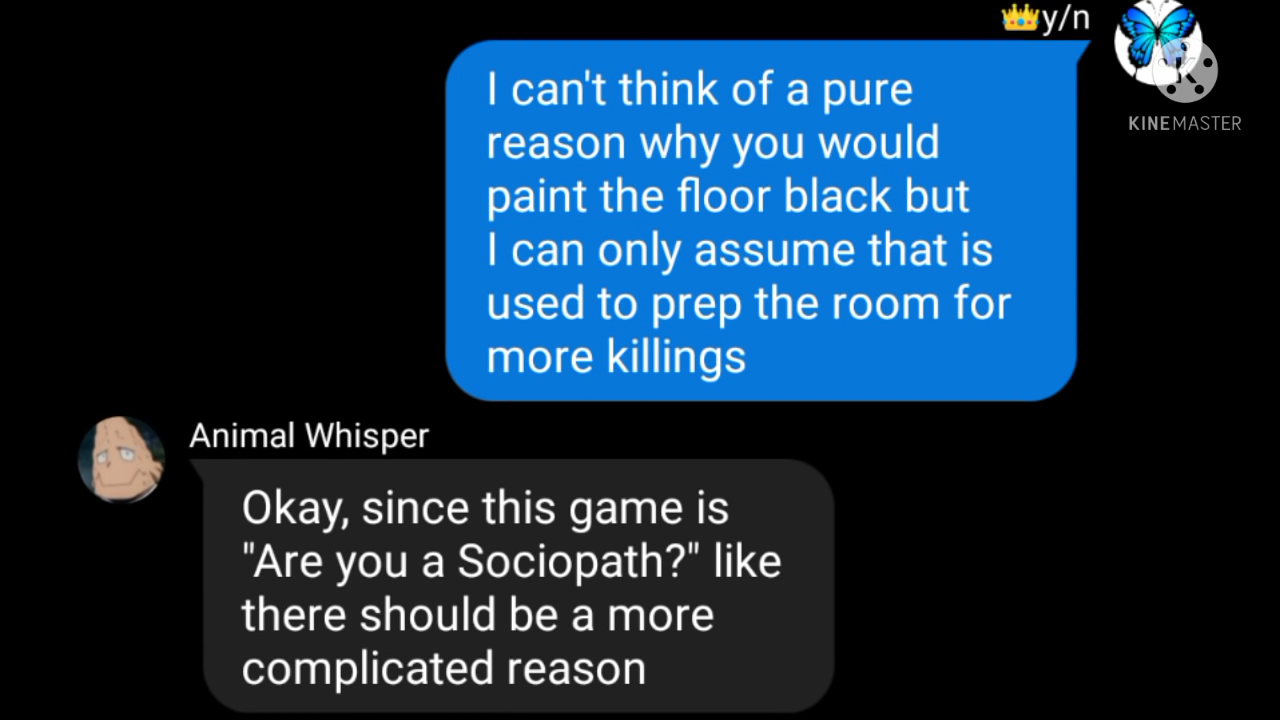 👑y/n
KINEMASTER
I can't think of a pure
reason why you would
paint the floor black but
I can only assume that is
used to prep the room for
more killings
Animal Whisper
Okay, since this game is
"Are you a Sociopath?" like
there should be a more
complicated reason